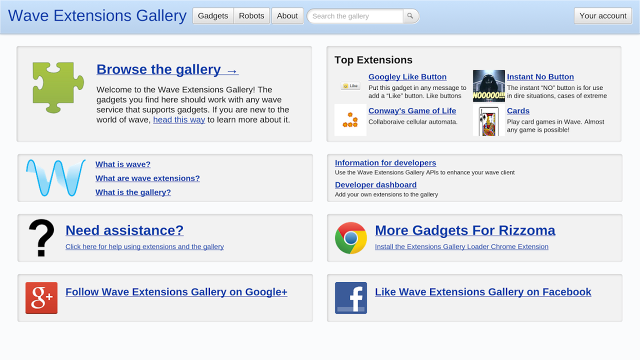 Wave Extensions Gallery
Gadgets
Robots
About
Search the gallery
Your account
Browse the gallery →
Welcome to the Wave Extensions Gallery! The
gadgets you find here should work with any wave
service that supports gadgets. If you are new to the
world of wave, head this way to learn more about it.
Top Extensions
Like
Googley Like Button
Put this gadget in any message to
add a "Like" button. Like buttons
NOOOOO!!!
Instant No Button
The instant "NO" button is for use
in dire situations, cases of extreme
Conway's Game of Life
Collaborative cellular automata.
Cards
Play card games in Wave. Almost
any game is possible!
What is wave?
What are wave extensions?
What is the gallery?
Information for developers
Use the Wave Extensions Gallery APIs to enhance your wave client
Developer dashboard
Add your own extensions to the gallery
?
Need assistance?
Click here for help using extensions and the gallery
More Gadgets For Rizzoma
Install the Extensions Gallery Loader Chrome Extension
g+
Follow Wave Extensions Gallery on Google+
f
Like Wave Extensions Gallery on Facebook